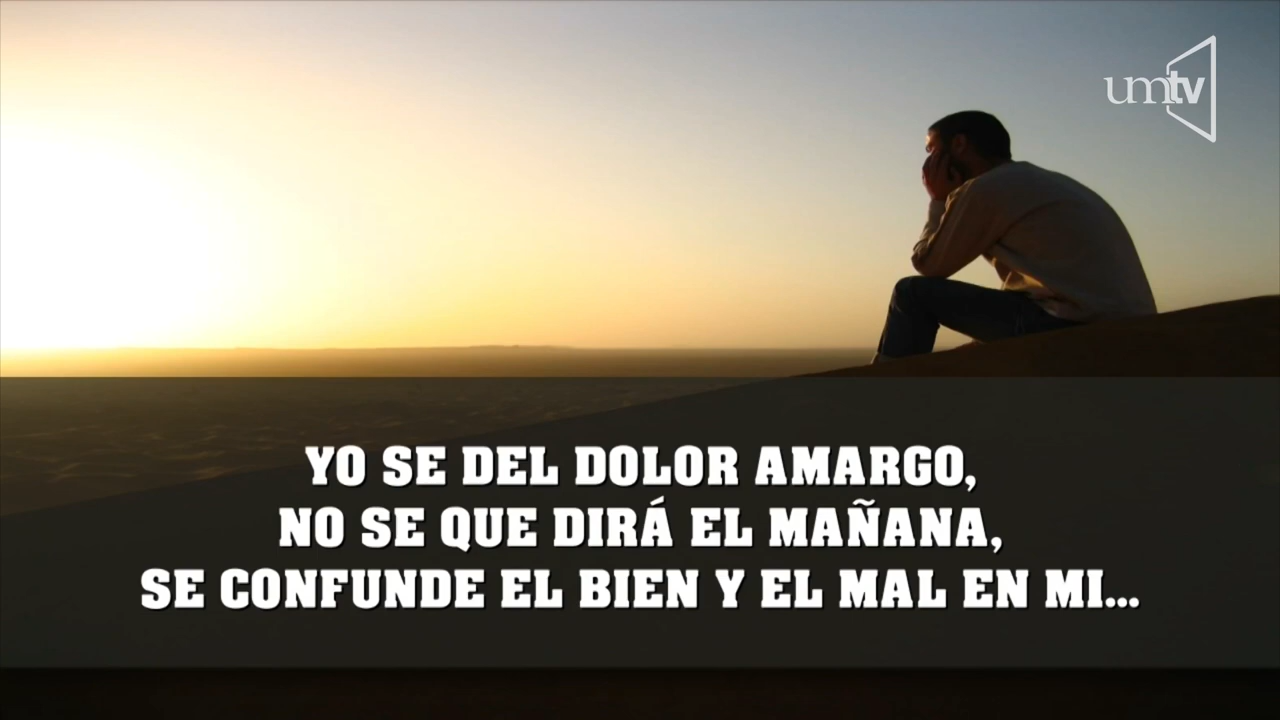 umtv
YO SE DEL DOLOR AMARGO,
NO SE QUE DIRÁ EL MAÑANA,
SE CONFUNDE EL BIEN Y EL MAL EN MI...